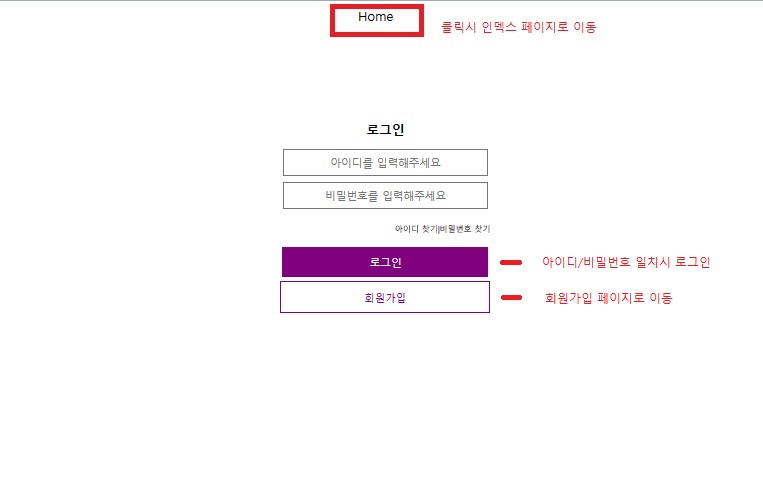 Home
클릭시 인덱스 페이지로 이동
로그인
아이디를 입력해주세요
비밀번호를 입력해주세요
아이디 찾기|비밀번호 찾기
로그인
아이디/비밀번호 일치시 로그인
회원가입
회원가입 페이지로 이동